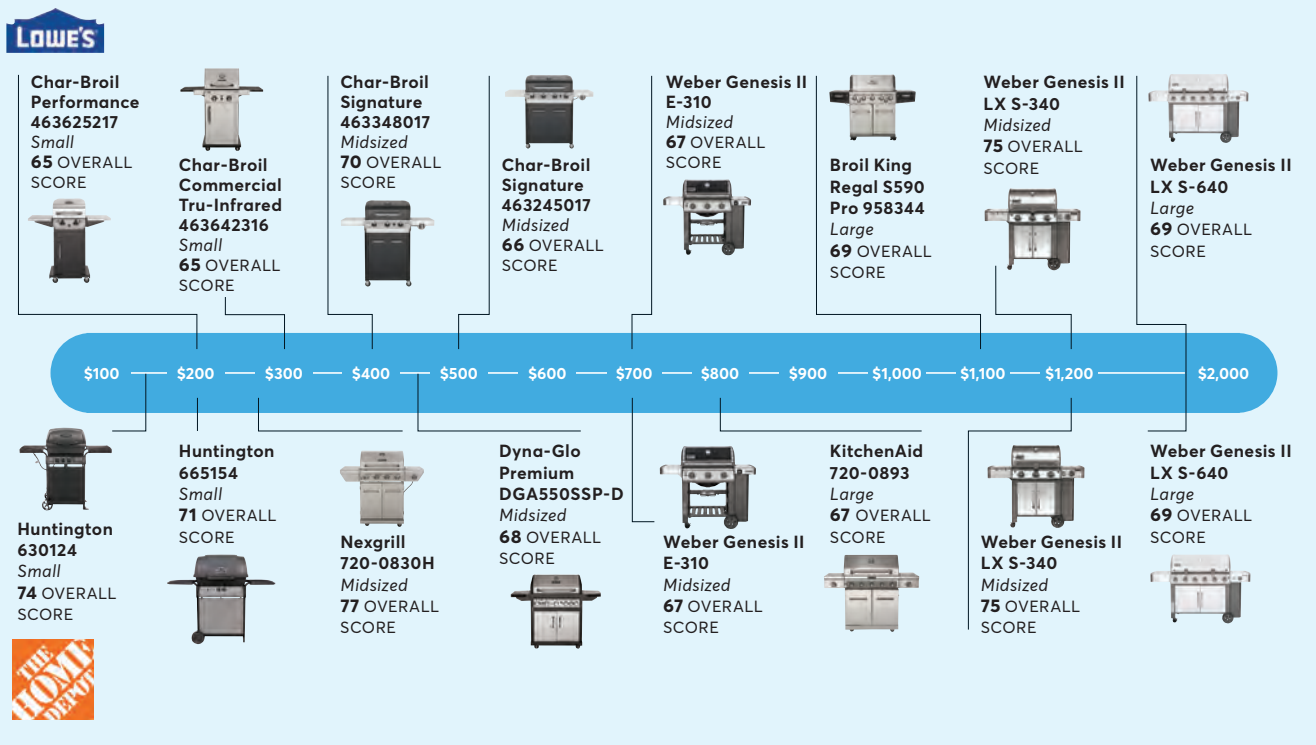 LOWE'S
Char-Broil
Performance
463625217
Small
65 OVERALL
SCORE
Char-Broil
Commercial
Tru-Infrared
463642316
Small
65 OVERALL
SCORE
Char-Broil
Signature
463348017
Midsized
70 OVERALL
SCORE
Char-Broil
Signature
463245017
Midsized
66 OVERALL
SCORE
Weber Genesis II
E-310
Midsized
67 OVERALL
SCORE
Broil King
Regal S590
Pro 958344
Large
69 OVERALL
SCORE
Weber Genesis II
LX S-340
Midsized
75 OVERALL
SCORE
Weber Genesis II
LX S-640
Large
69 OVERALL
SCORE
$100 $200 $300 $400 $500 $600 $700 $800 $900 $1,000 $1,100 $1,200 $2,000
Huntington
630124
Small
74 OVERALL
SCORE
Huntington
665154
Small
71 OVERALL
SCORE
Nexgrill
720-0830H
Midsized
77 OVERALL
SCORE
Dyna-Glo
Premium
DGA550SSP-D
Midsized
68 OVERALL
SCORE
Weber Genesis II
E-310
Midsized
67 OVERALL
SCORE
KitchenAid
720-0893
Large
67 OVERALL
SCORE
Weber Genesis II
LX S-340
Midsized
75 OVERALL
SCORE
Weber Genesis II
LX S-640
Large
69 OVERALL
SCORE
THE
HOME
DEPOT